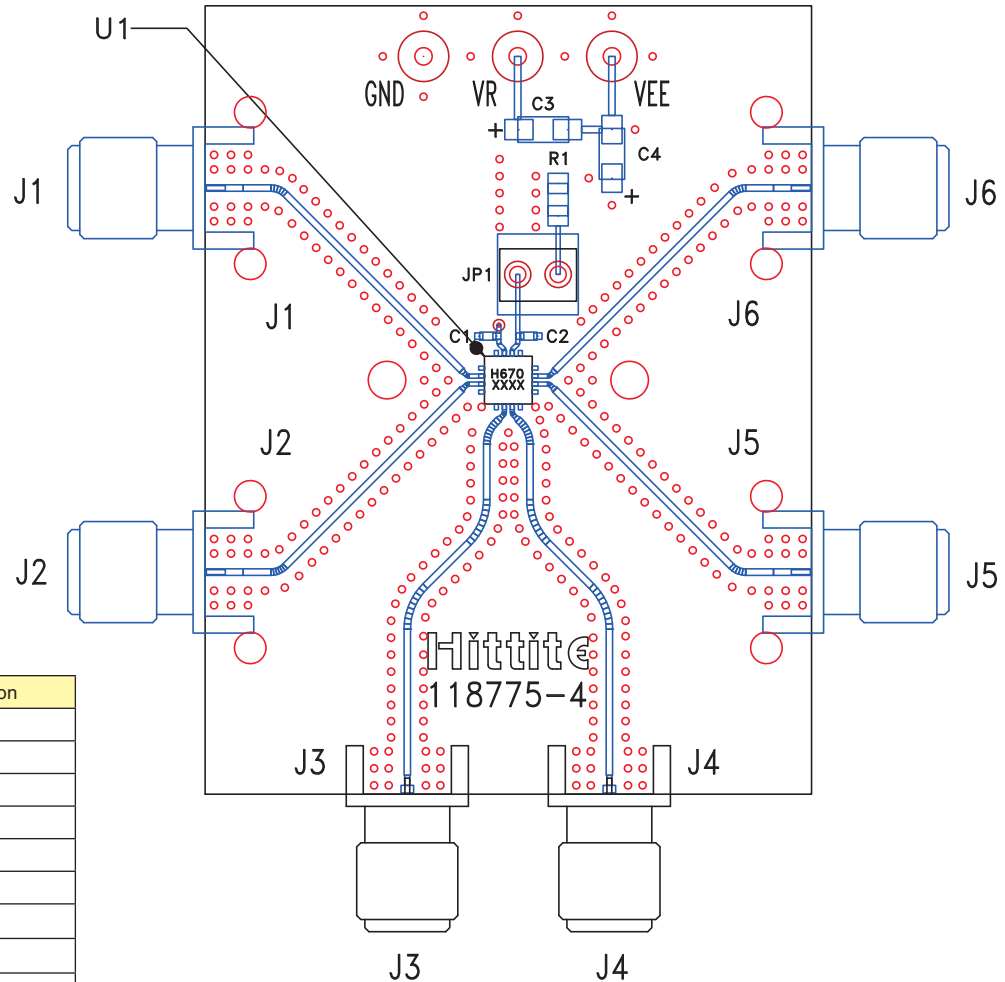 U1
GND
VR
VEE
C3
+
C4
+
R1
J1
J6
JP1
J1
J6
C1
C2
H670
XXXX
J2
J5
J2
J5
Hittite
118775-4
on
J3
J4
J3
J4